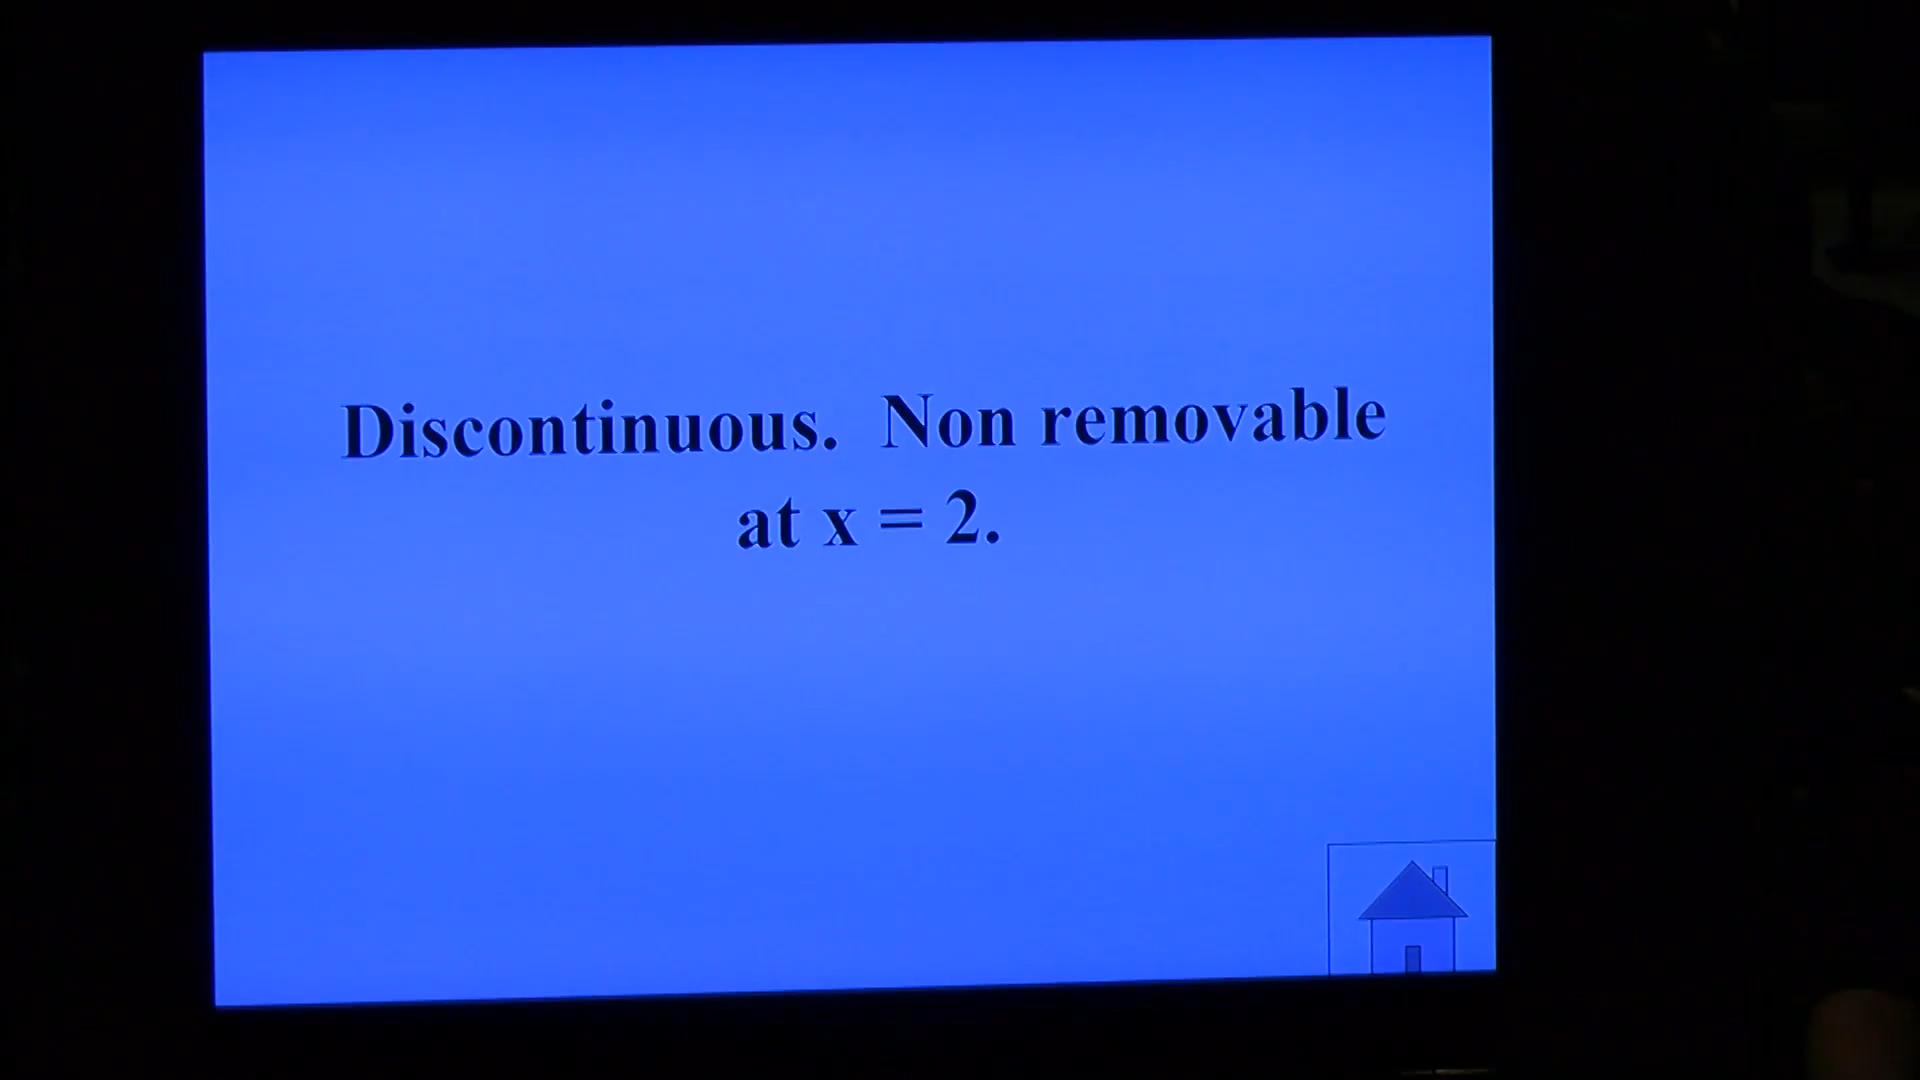 Discontinuous. Non removable
at x = 2.